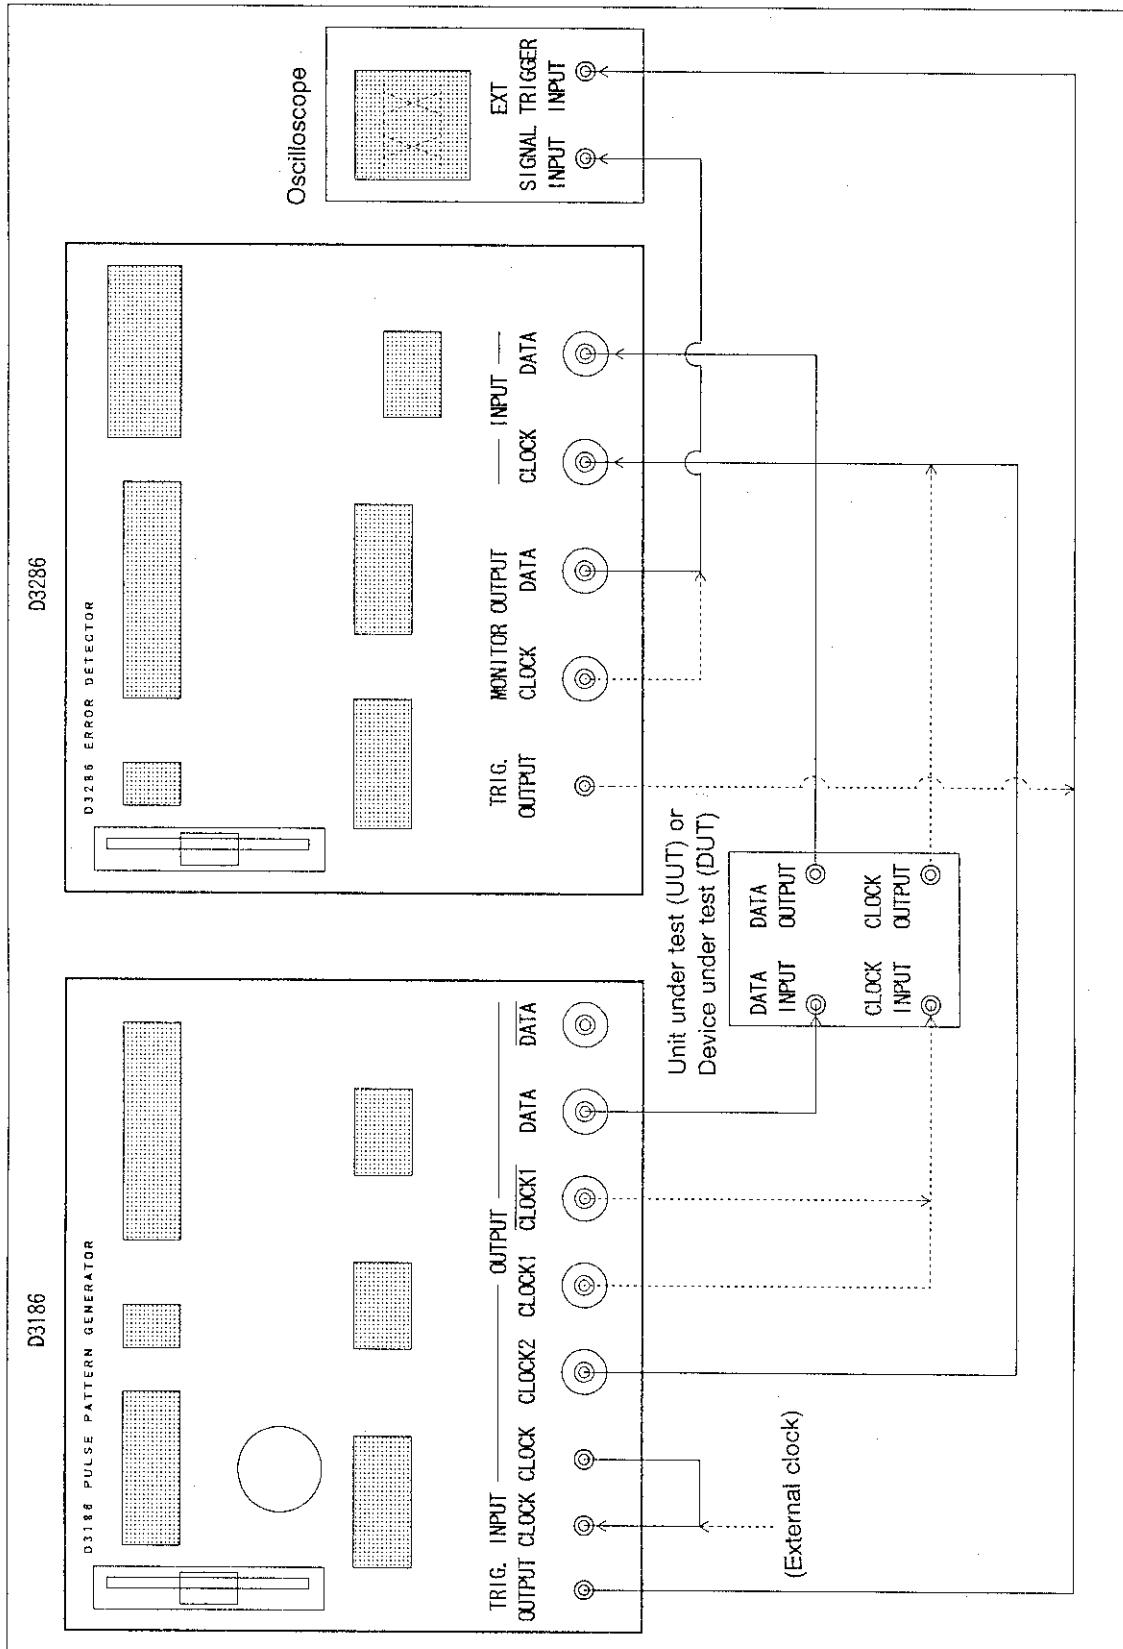 D3186
D3186 PULSE PATTERN GENERATOR
TRIG. INPUT OUTPUT
OUTPUT CLOCK CLOCK CLOCK2 CLOCK1 CLOCK1 DATA DATA
(External clock)
D3286
D3286 ERROR DETECTOR
TRIG. MONITOR OUTPUT INPUT
OUTPUT CLOCK DATA CLOCK DATA
Unit under test (UUT) or
Device under test (DUT)
DATA DATA
INPUT OUTPUT
CLOCK CLOCK
INPUT OUTPUT
Oscilloscope
EXT
SIGNAL TRIGGER
INPUT INPUT